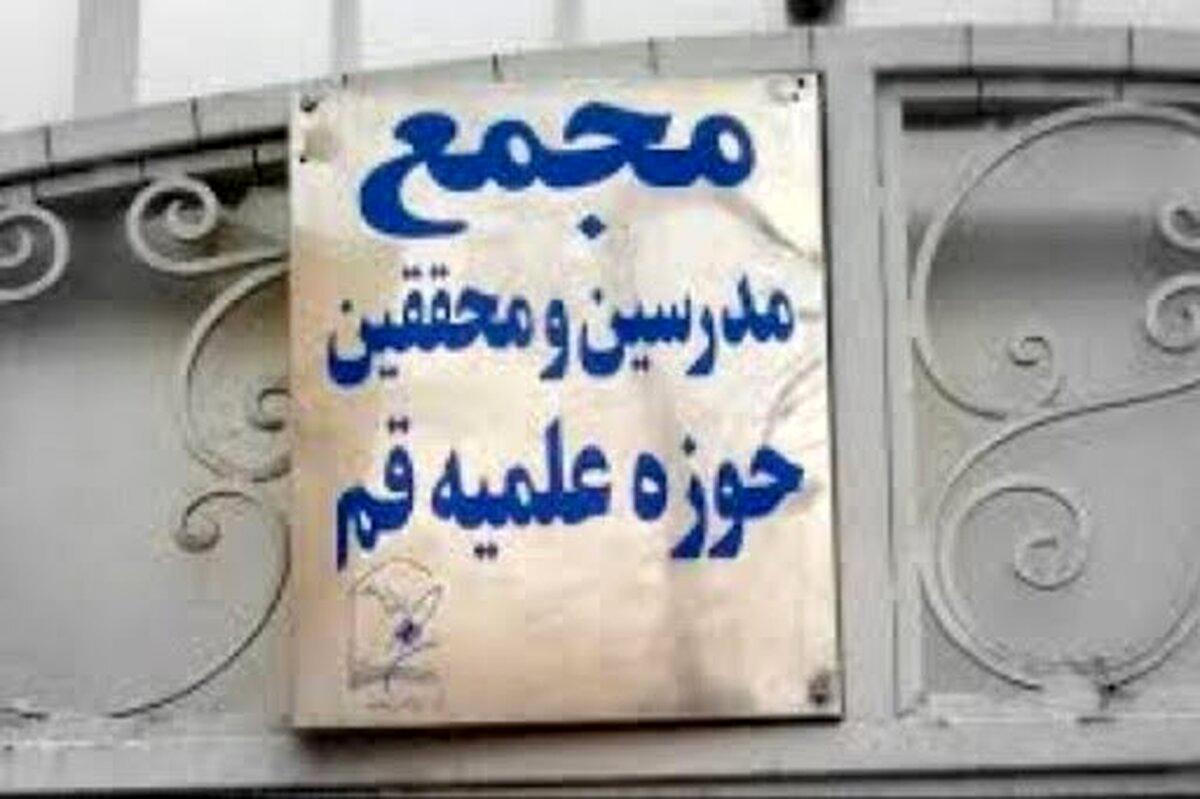 مجمع
مدرسین و محققین
حوزه علمیه قم